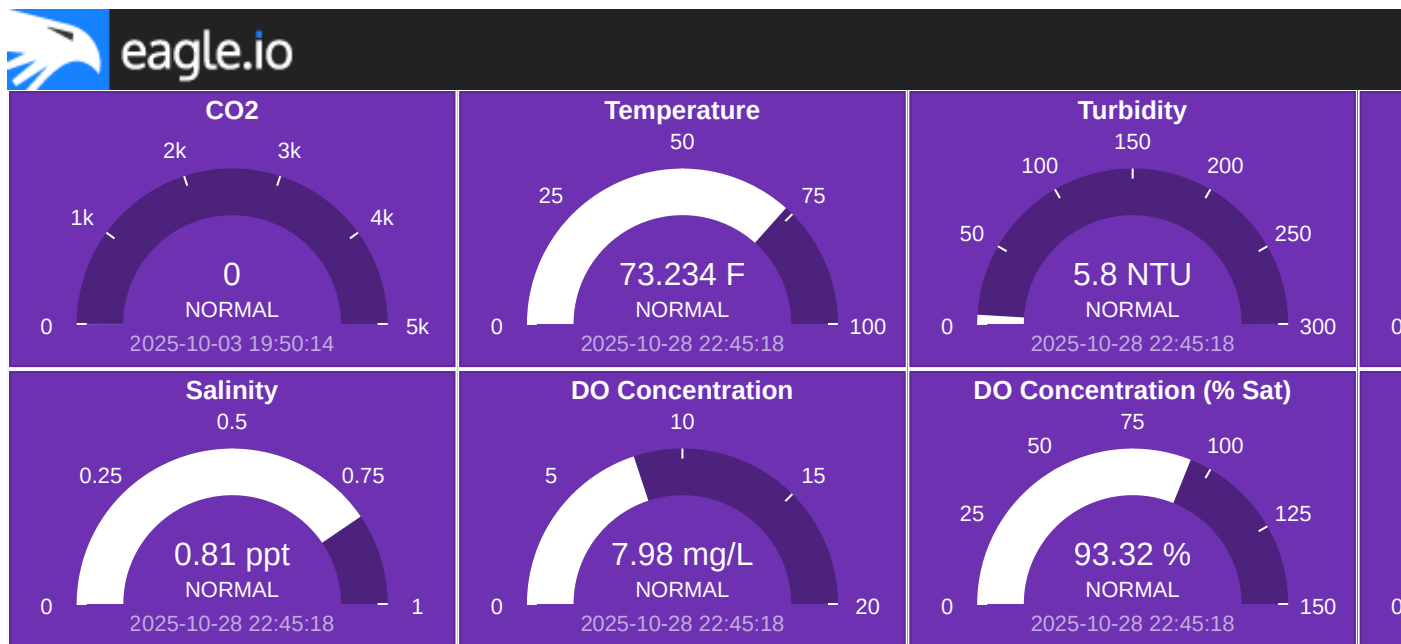 eagle.io
CO2
2k 3k
1k 4k
0
NORMAL
0 5k
2025-10-03 19:50:14
Temperature
50
25 75
73.234 F
NORMAL
0 100
2025-10-28 22:45:18
Turbidity
150
100 200
50 250
5.8 NTU
NORMAL
0 300
2025-10-28 22:45:18
0
Salinity
0.5
0.25 0.75
0.81 ppt
NORMAL
0 1
2025-10-28 22:45:18
DO Concentration
10
5 15
7.98 mg/L
NORMAL
0 20
2025-10-28 22:45:18
DO Concentration (% Sat)
75
50 100
25 125
93.32 %
NORMAL
0 150
2025-10-28 22:45:18
0